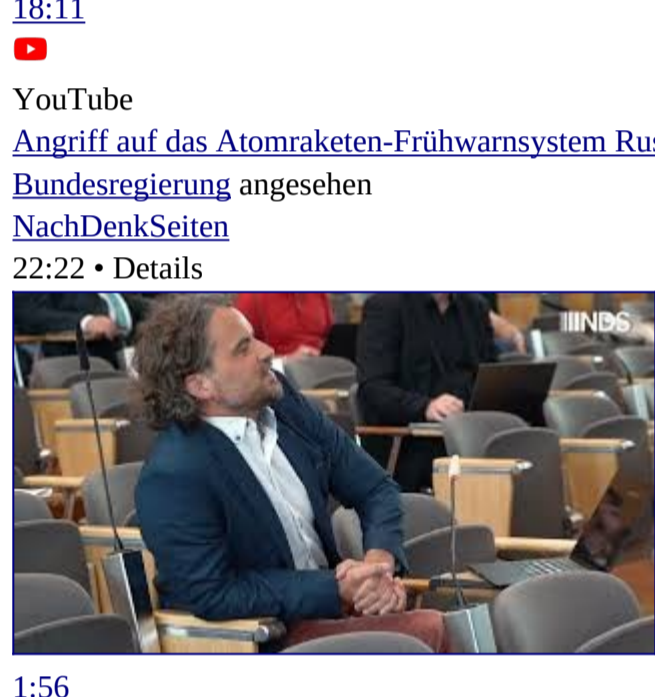 18:11
YouTube
Angriff auf das Atomraketen-Frühwarnsystem Rus
Bundesregierung angesehen
NachDenkSeiten
22:22 • Details
NDS
1:56